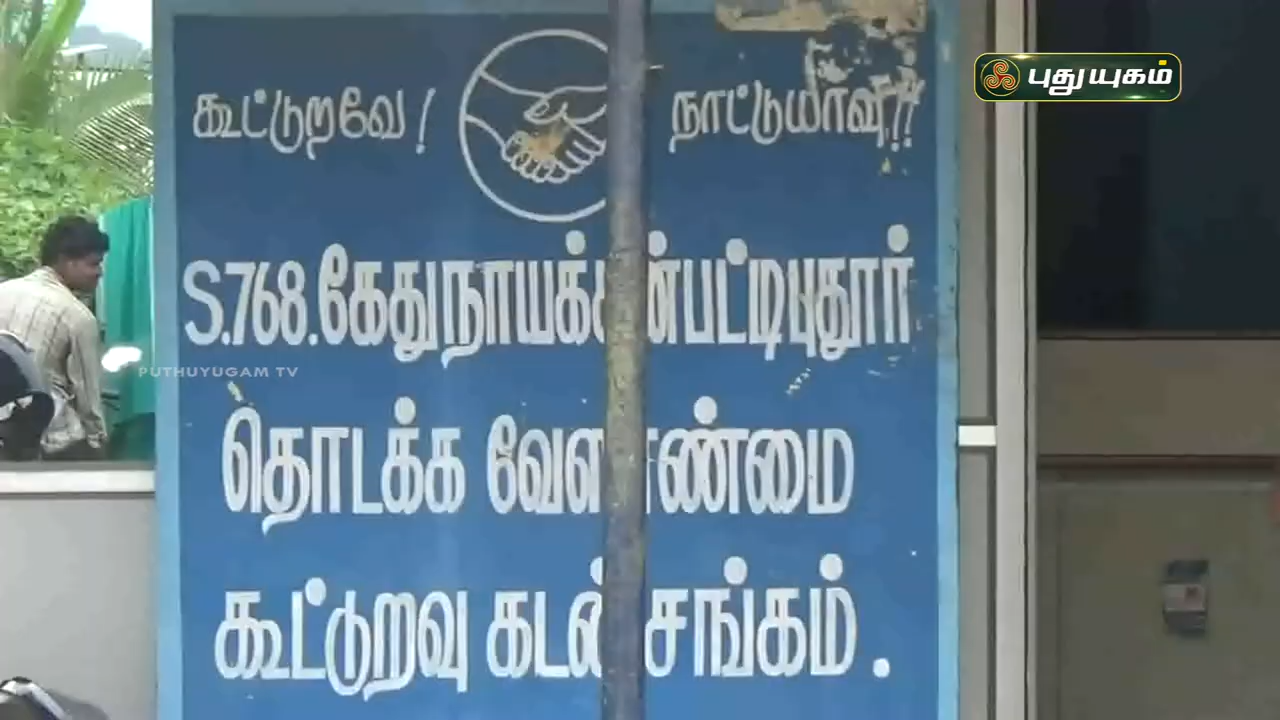 புதுயுகம்
கூட்டுறவே! நாட்டுயர்வு!!
S.768.கேதுநாயக்கன்பட்டிபுதூர்
PUTHUYUGAM TV
தொடக்க வேளாண்மை
கூட்டுறவு கடன் சங்கம்.